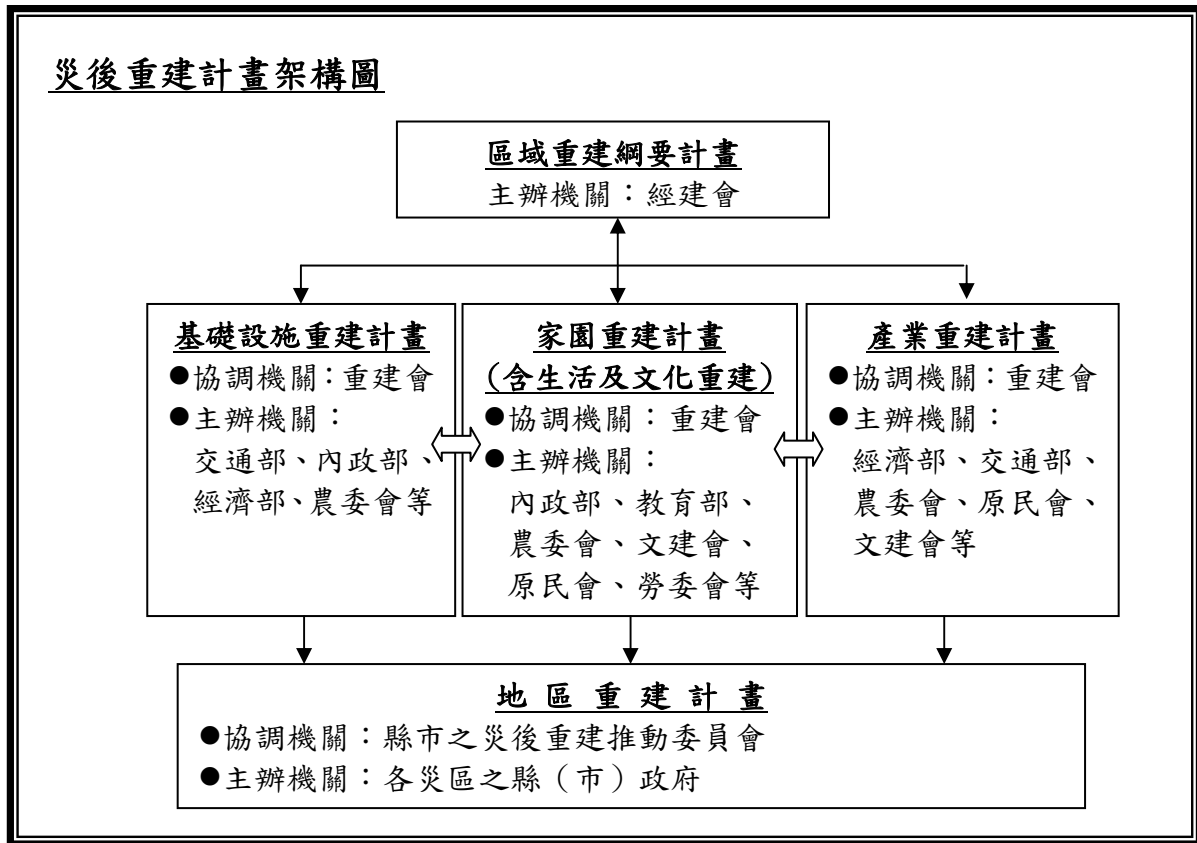 災後重建計畫架構圖
區域重建綱要計畫
主辦機關：經建會
基礎設施重建計畫
●協調機關：重建會
●主辦機關：
交通部、內政部、
經濟部、農委會等
家園重建計畫
(含生活及文化重建)
●協調機關：重建會
●主辦機關：
內政部、教育部、
農委會、文建會、
原民會、勞委會等
產業重建計畫
●協調機關：重建會
●主辦機關：
經濟部、交通部、
農委會、原民會、
文建會等
地區重建計畫
●協調機關：縣市之災後重建推動委員會
●主辦機關：各災區之縣（市）政府